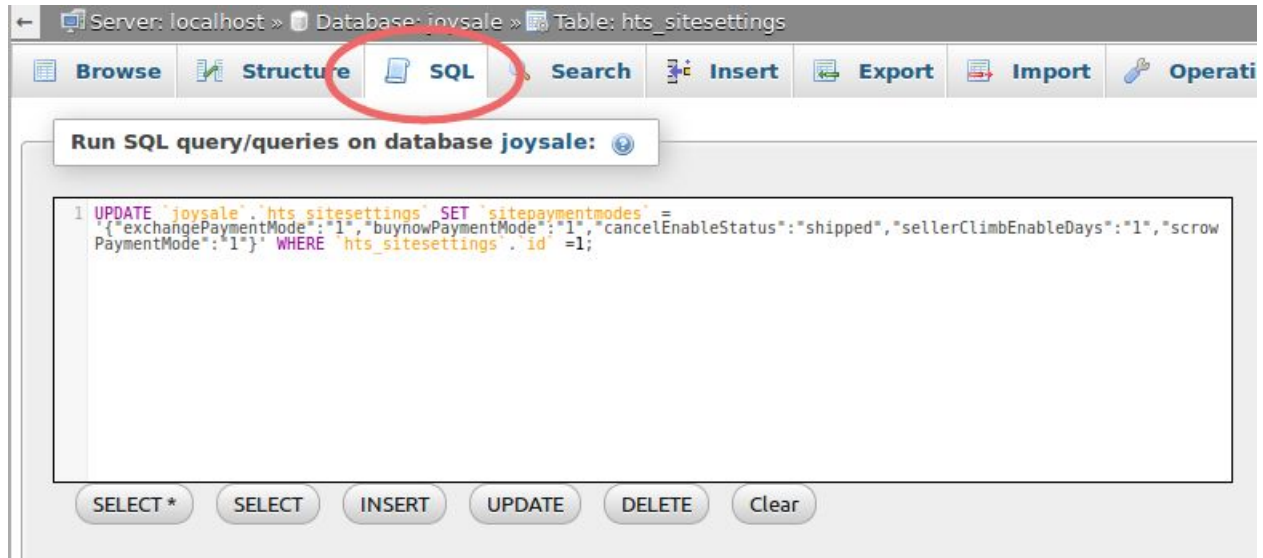 ← Server: localhost » Database: joysale » Table: hts_sitesettings
Browse Structure SQL Search Insert Export Import Operati
Run SQL query/queries on database joysale:
1 UPDATE `joysale`.`hts_sitesettings` SET `sitepaymentmodes` =
'{"exchangePaymentMode":"1","buynowPaymentMode":"1","cancelEnableStatus":"shipped","sellerClimbEnableDays":"1","scrow
PaymentMode":"1"}' WHERE `hts_sitesettings`.`id` =1;
SELECT * SELECT INSERT UPDATE DELETE Clear